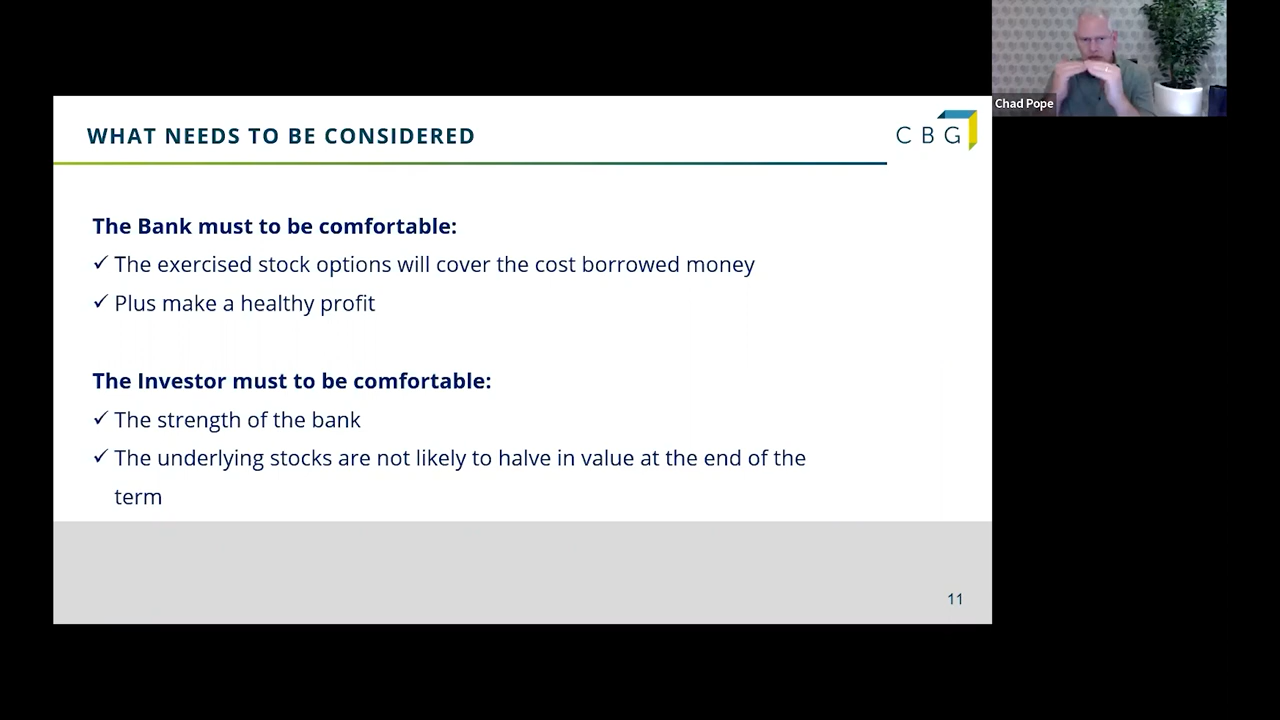 Chad Pope
WHAT NEEDS TO BE CONSIDERED
CBG
The Bank must to be comfortable:
✓ The exercised stock options will cover the cost borrowed money
✓ Plus make a healthy profit
The Investor must to be comfortable:
✓ The strength of the bank
✓ The underlying stocks are not likely to halve in value at the end of the
term
11